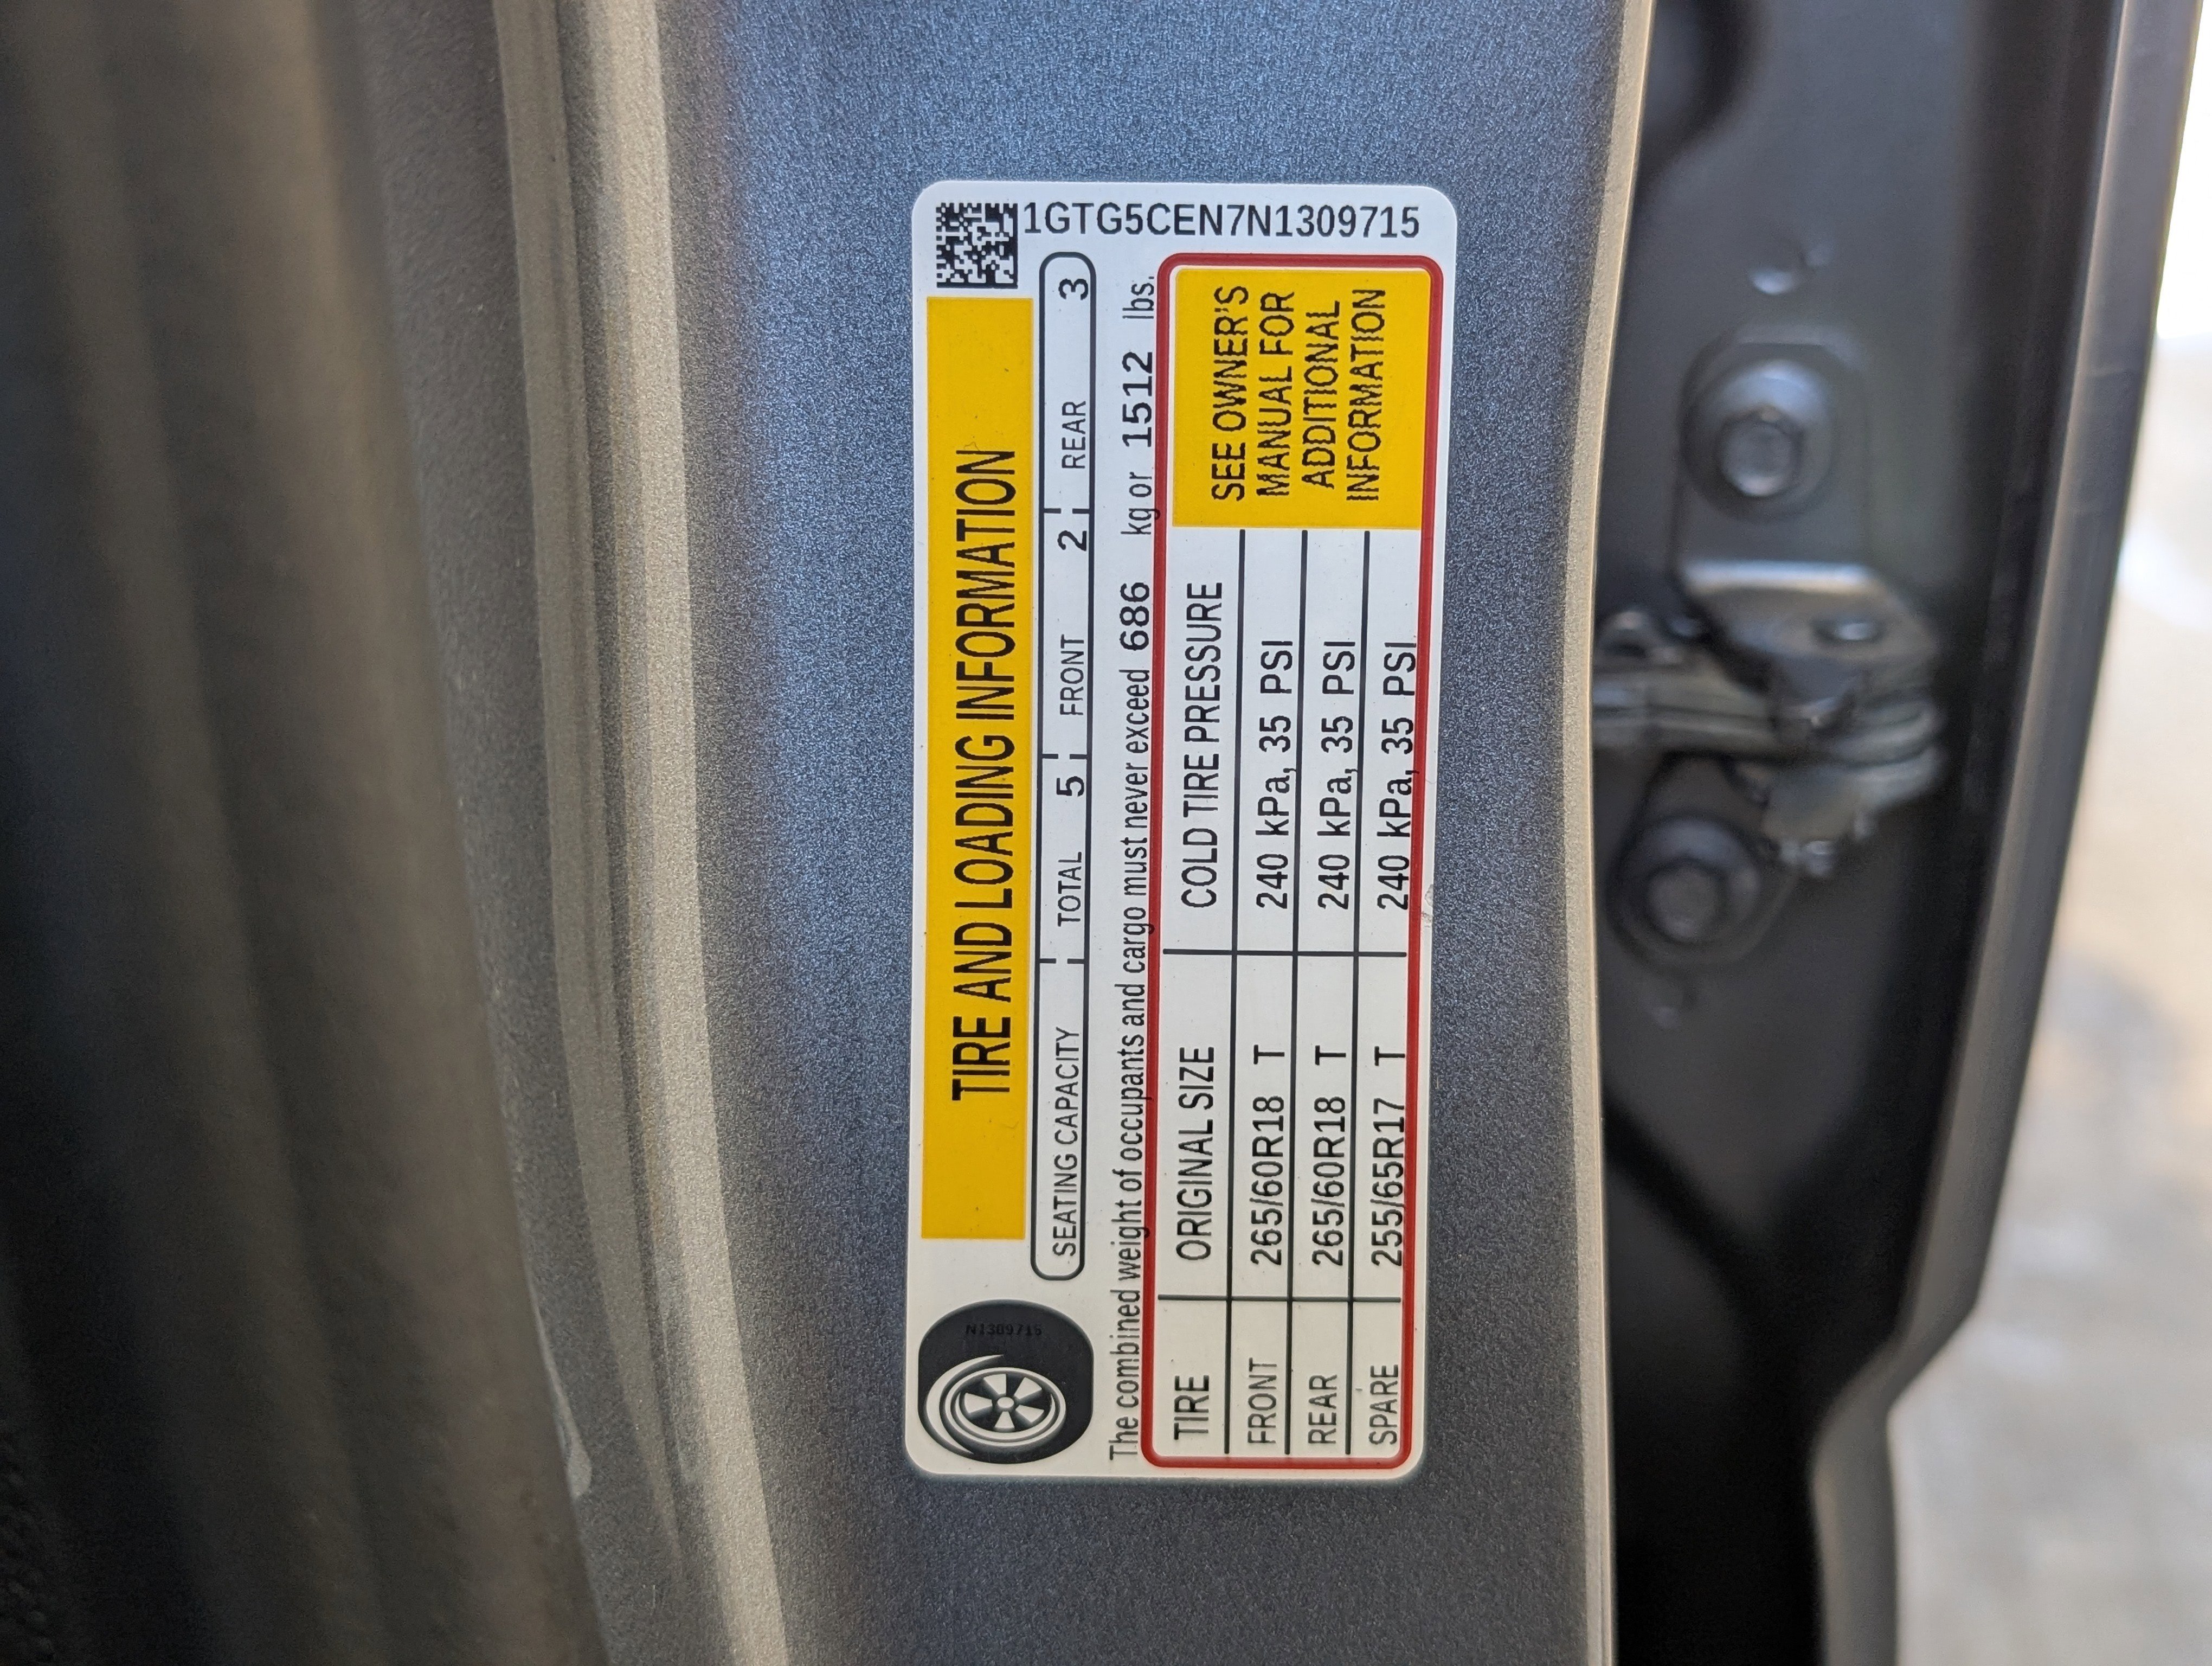 1GTG5CEN7N1309715
TIRE AND LOADING INFORMATION
SEATING CAPACITY TOTAL 5 FRONT 2 REAR 3
The combined weight of occupants and cargo must never exceed 686 kg or 1512 lbs.
TIRE ORIGINAL SIZE COLD TIRE PRESSURE
FRONT 265/60R18 T 240 kPa, 35 PSI
REAR 265/60R18 T 240 kPa, 35 PSI
SPARE 255/65R17 T 240 kPa, 35 PSI
SEE OWNER'S
MANUAL FOR
ADDITIONAL
INFORMATION
N1309715